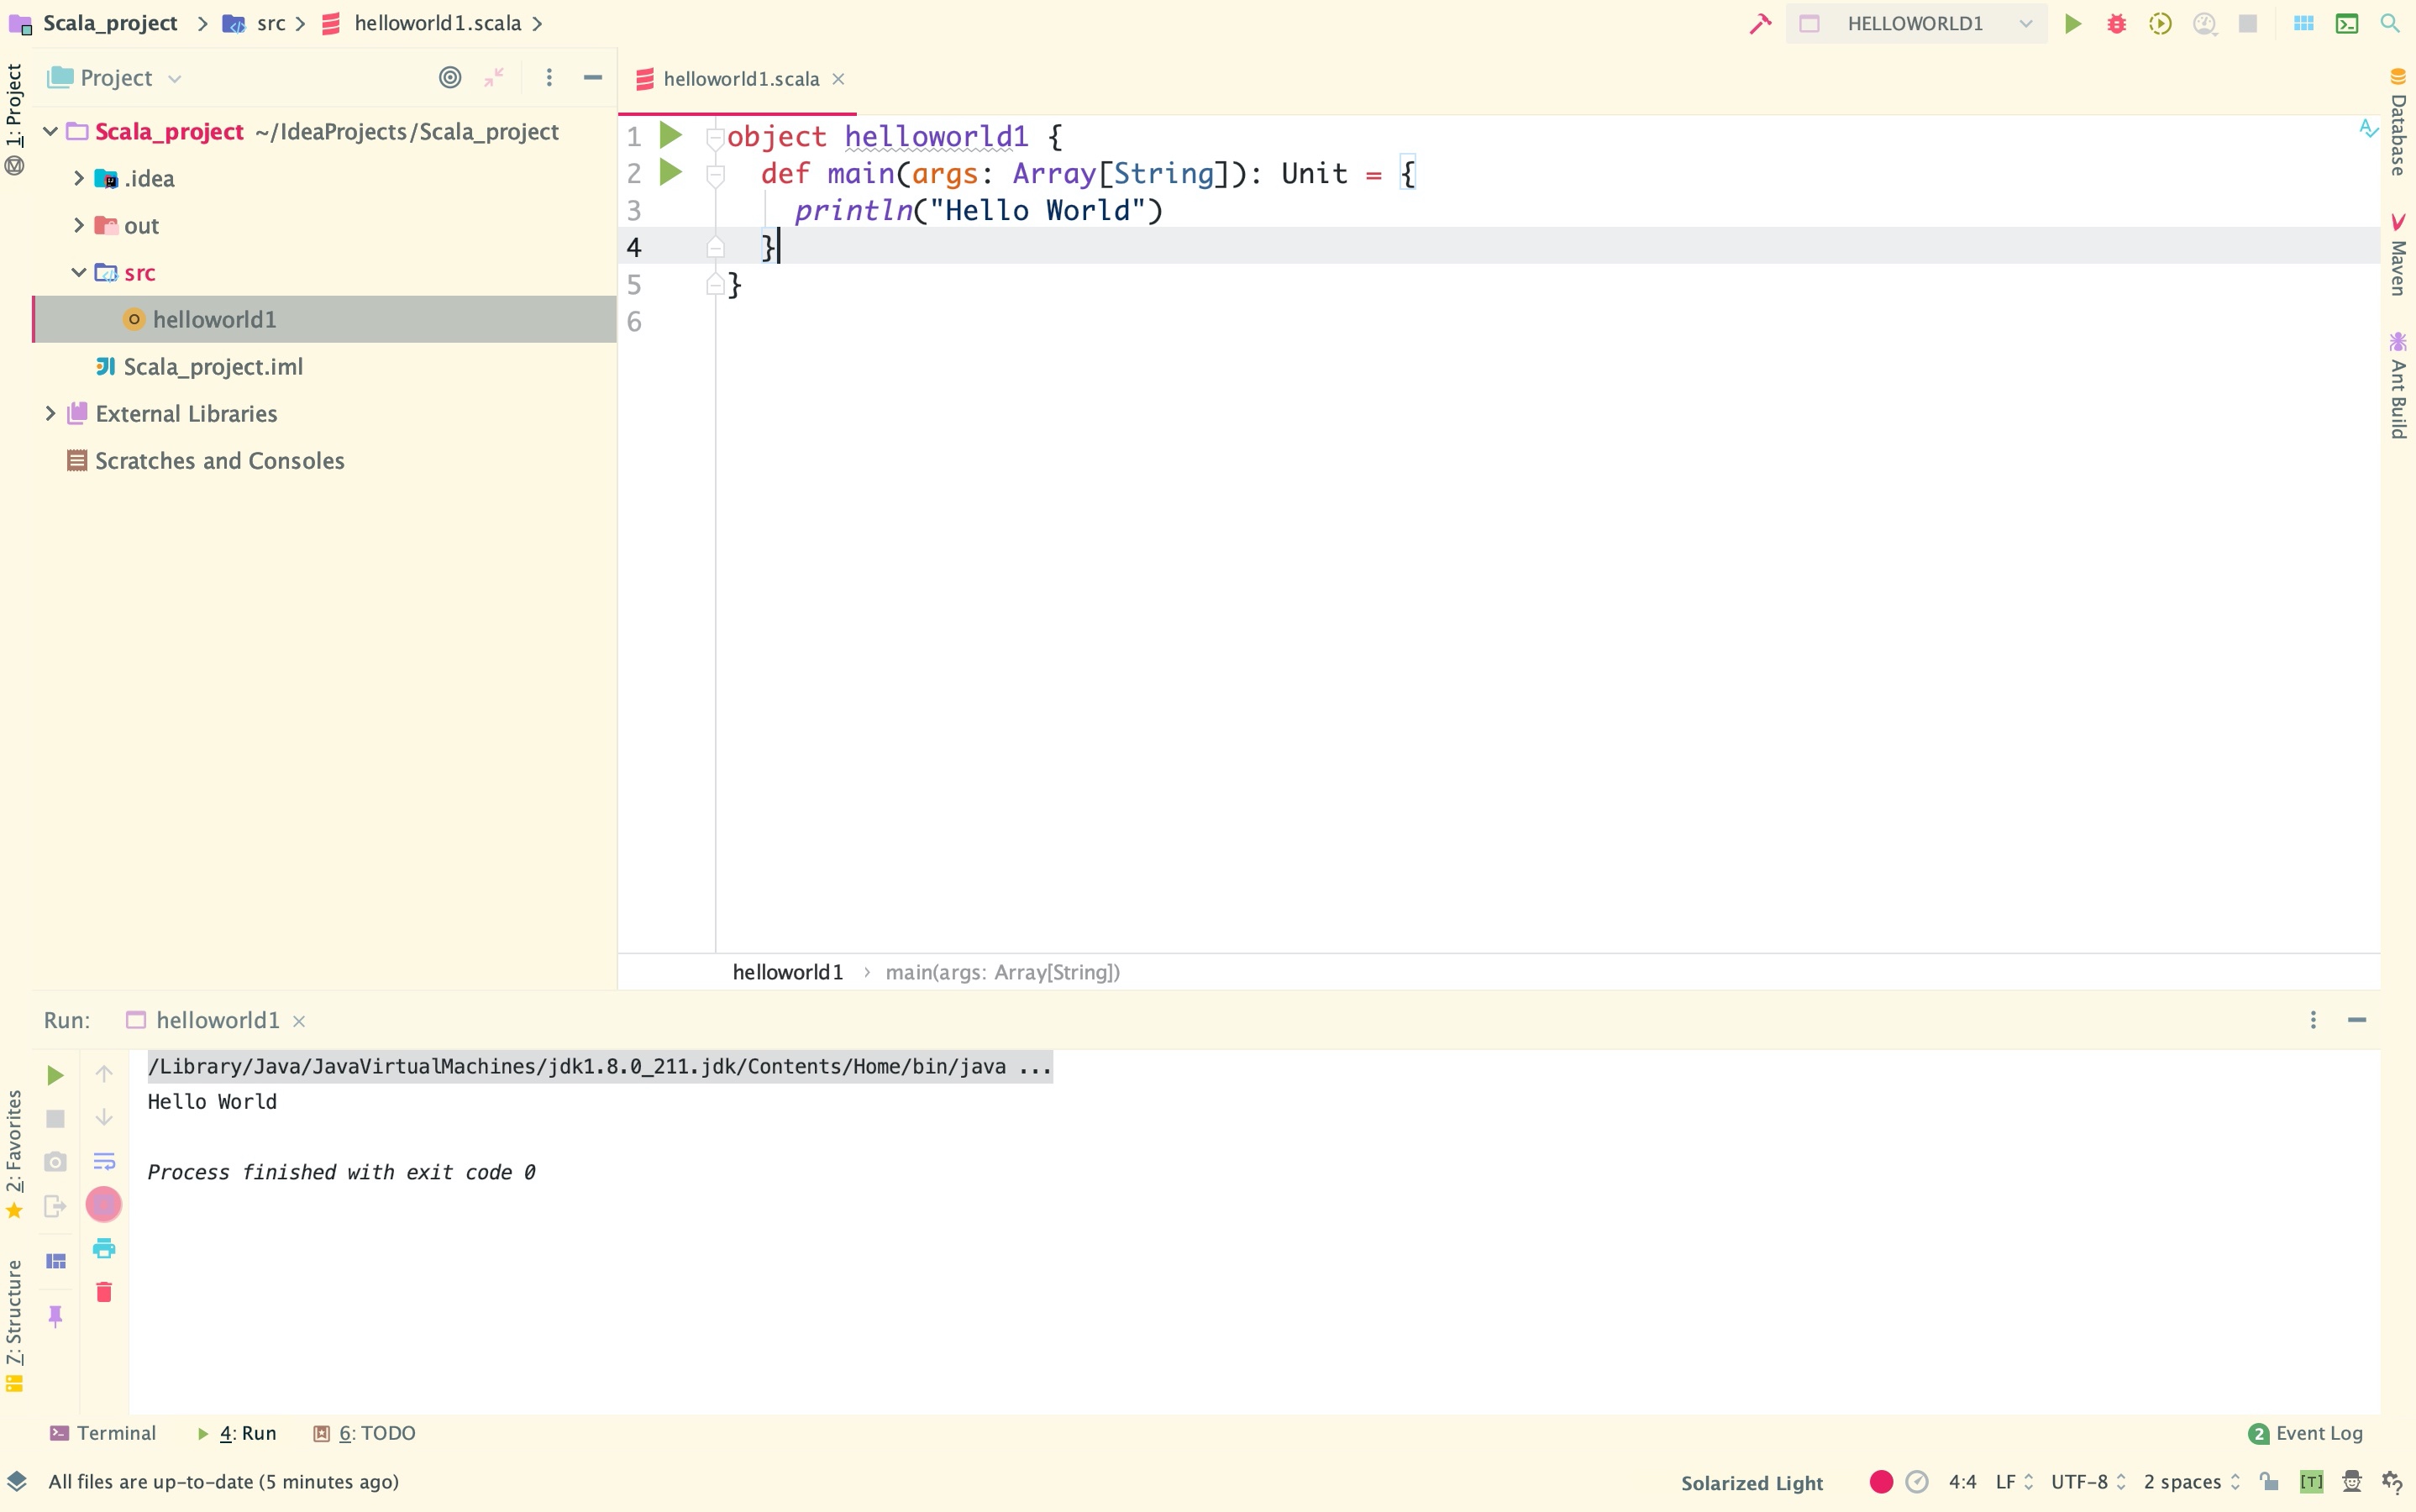 Scala_project src helloworld1.scala
HELLOWORLD1
1: Project
Project
Scala_project ~/IdeaProjects/Scala_project
.idea
out
src
helloworld1
Scala_project.iml
External Libraries
Scratches and Consoles
helloworld1.scala
1 object helloworld1 {
2 def main(args: Array[String]): Unit = {
3 println("Hello World")
4 }
5 }
6
helloworld1 › main(args: Array[String])
Database
Maven
Ant Build
Run: helloworld1
/Library/Java/JavaVirtualMachines/jdk1.8.0_211.jdk/Contents/Home/bin/java ...
Hello World
Process finished with exit code 0
2: Favorites
7: Structure
Terminal 4: Run 6: TODO
2 Event Log
All files are up-to-date (5 minutes ago)
Solarized Light 4:4 LF UTF-8 2 spaces [T]